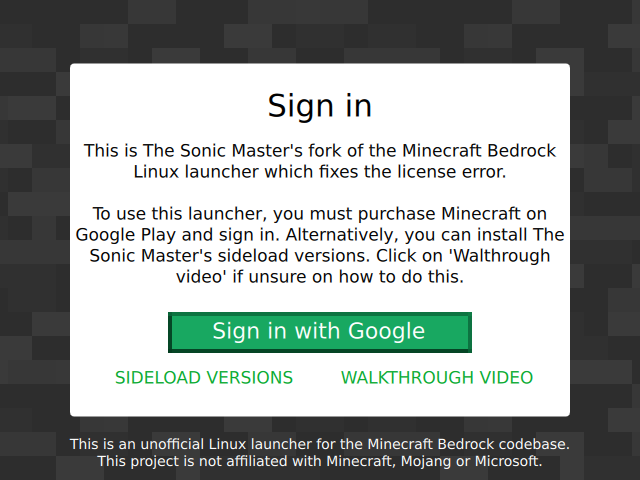 Sign in
This is The Sonic Master's fork of the Minecraft Bedrock
Linux launcher which fixes the license error.
To use this launcher, you must purchase Minecraft on
Google Play and sign in. Alternatively, you can install The
Sonic Master's sideload versions. Click on 'Walthrough
video' if unsure on how to do this.
Sign in with Google
SIDELOAD VERSIONS
WALKTHROUGH VIDEO
This is an unofficial Linux launcher for the Minecraft Bedrock codebase.
This project is not affiliated with Minecraft, Mojang or Microsoft.